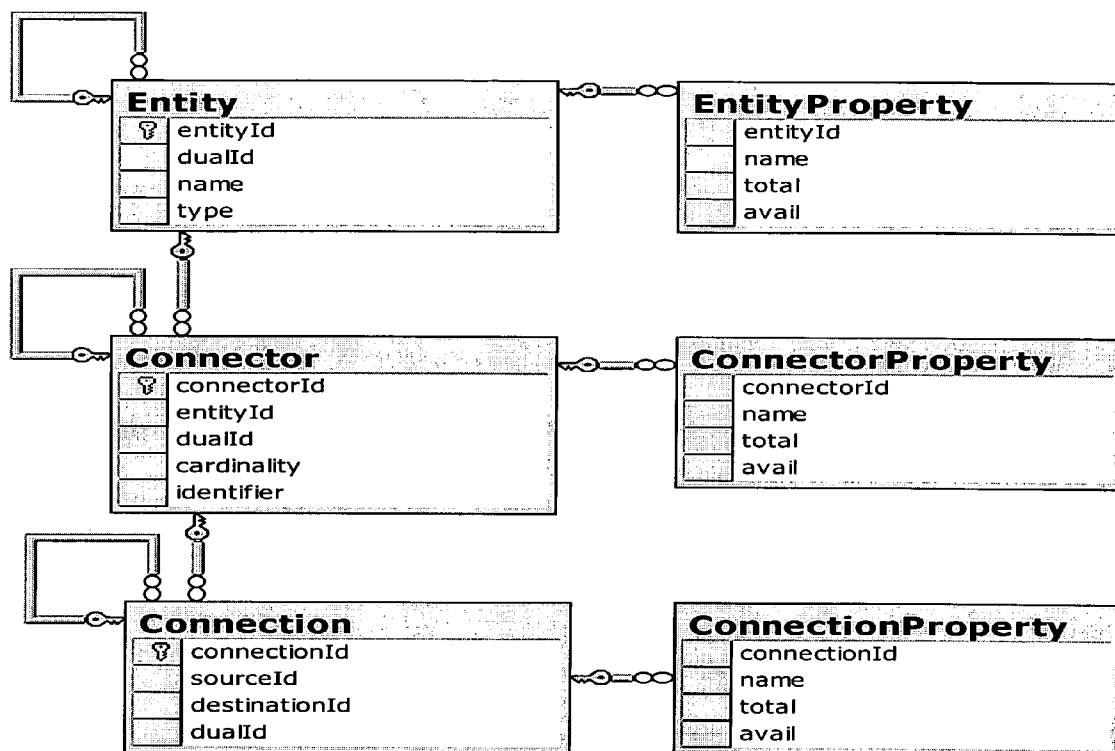 Entity
entityId
dualId
name
type
EntityProperty
entityId
name
total
avail
Connector
connectorId
entityId
dualId
cardinality
identifier
ConnectorProperty
connectorId
name
total
avail
Connection
connectionId
sourceId
destinationId
dualId
ConnectionProperty
connectionId
name
total
avail